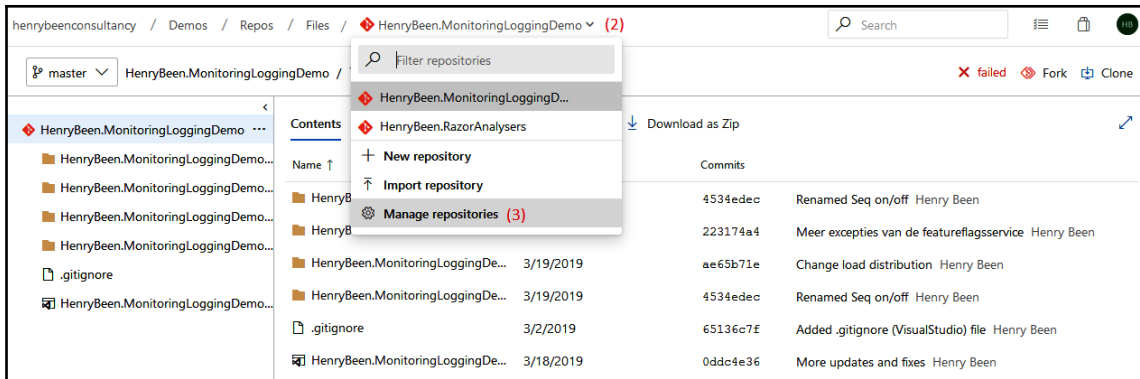 henrybeenconsultancy / Demos / Repos / Files / HenryBeen.MonitoringLoggingDemo (2) Search HB
Filter repositories
master HenryBeen.MonitoringLoggingDemo / failed Fork Clone
HenryBeen.MonitoringLoggingD...
HenryBeen.MonitoringLoggingDemo ... Contents HenryBeen.RazorAnalysers Download as Zip
New repository
HenryBeen.MonitoringLoggingDemo... Name ↑ Commits
Import repository
HenryBeen.MonitoringLoggingDemo... HenryB 4534edec Renamed Seq on/off Henry Been
Manage repositories (3)
HenryBeen.MonitoringLoggingDemo... HenryB 223174a4 Meer excepties van de featureflagsservice Henry Been
HenryBeen.MonitoringLoggingDemo... HenryBeen.MonitoringLoggingDe... 3/19/2019 ae65b71e Change load distribution Henry Been
.gitignore HenryBeen.MonitoringLoggingDe... 3/19/2019 4534edec Renamed Seq on/off Henry Been
HenryBeen.MonitoringLoggingDemo... .gitignore 3/2/2019 65136c7f Added .gitignore (VisualStudio) file Henry Been
HenryBeen.MonitoringLoggingDe... 3/18/2019 0ddc4e36 More updates and fixes Henry Been